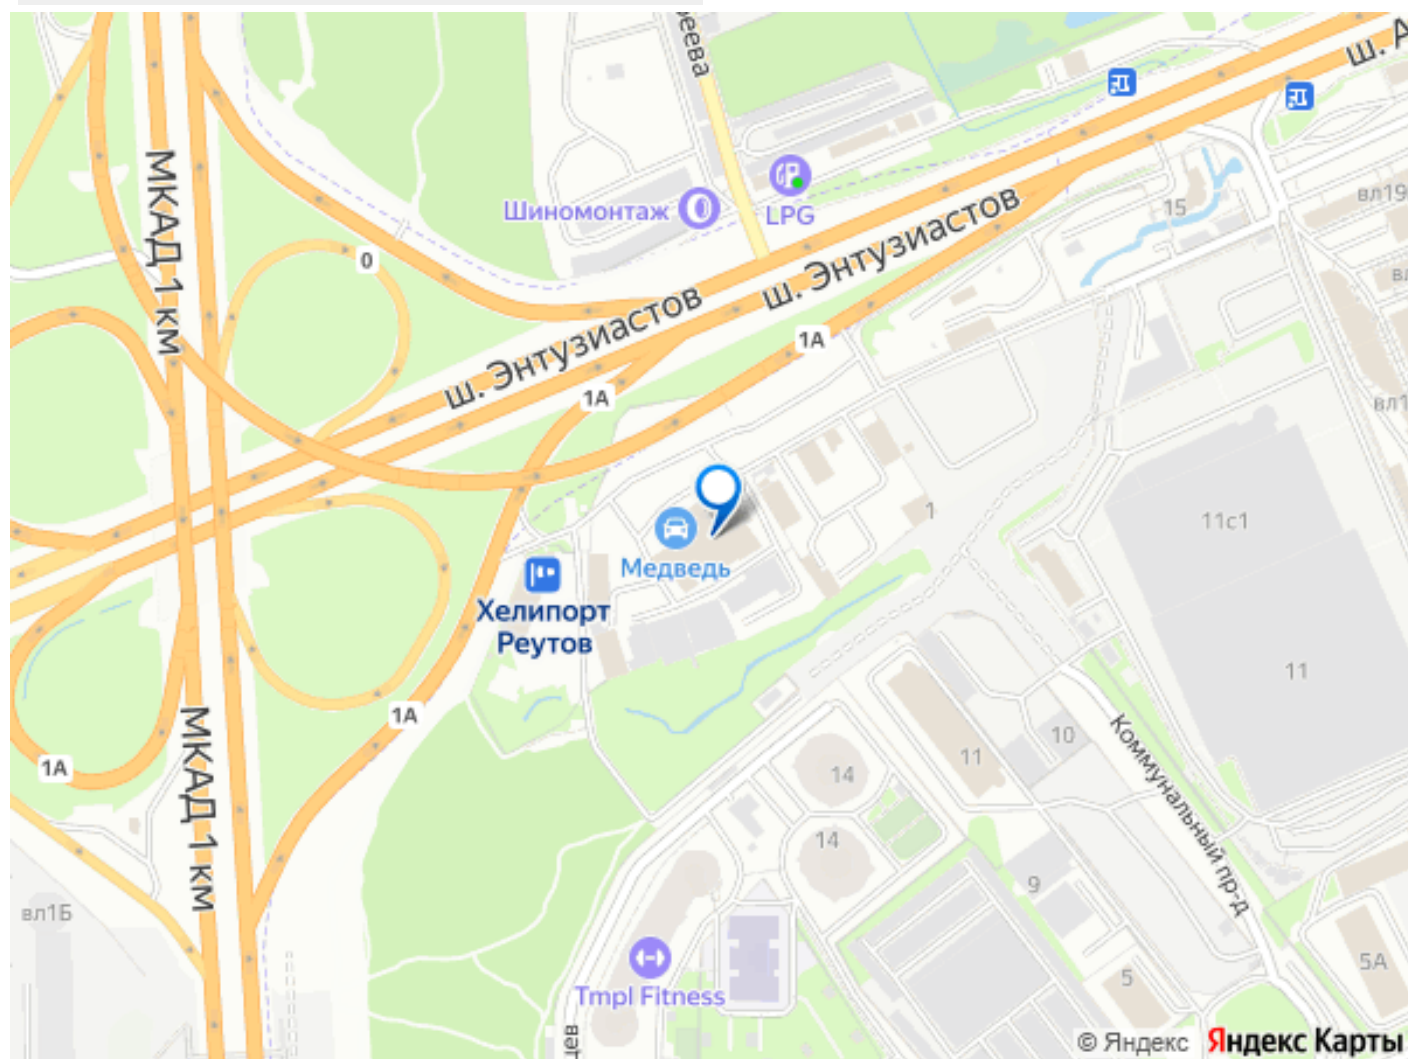 ш. А
МКАД 1 км
Шиномонтаж
LPG
15
вл19
0
ш. Энтузиастов
ш. Энтузиастов
1А
1А
Медведь
1
11с1
Хелипорт
Реутов
11
1А
МКАД 1 км
1А
14
11
10
Коммунальный пр-д
14
9
вл1Б
Tmpl Fitness
5
5А
© Яндекс
Яндекс Карты